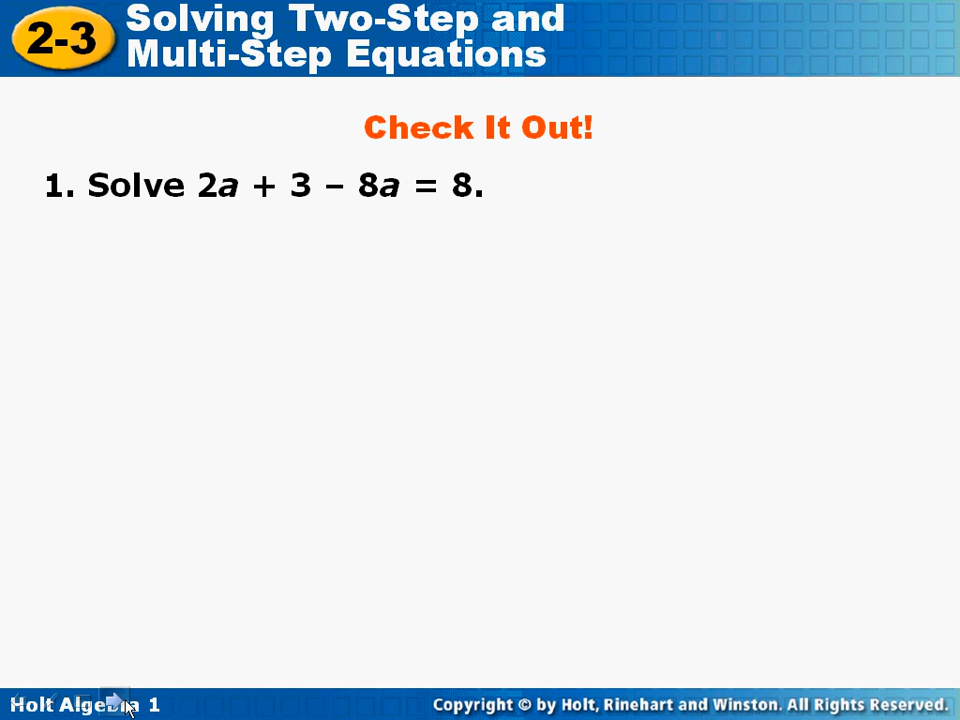 2-3
Solving Two-Step and
Multi-Step Equations
Check It Out!
1. Solve 2a + 3 – 8a = 8.
Holt Algebra 1
Copyright © by Holt, Rinehart and Winston. All Rights Reserved.